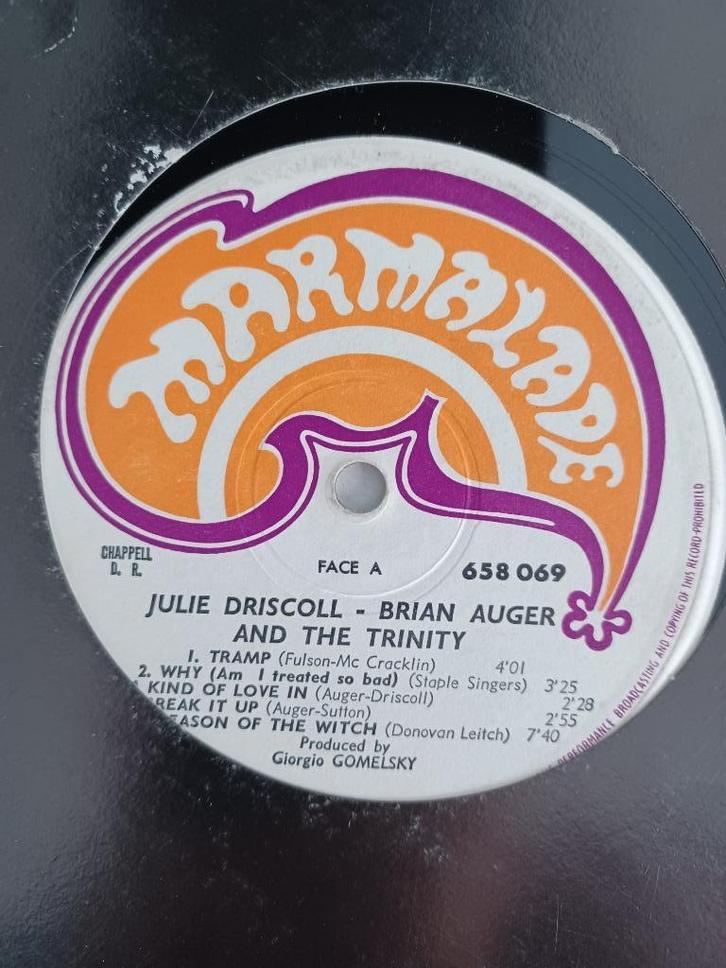 MARMALADE
CHAPPELL
D. R.
FACE A
658 069
JULIE DRISCOLL - BRIAN AUGER
AND THE TRINITY
1. TRAMP (Fulson-Mc Cracklin) 4'01
2. WHY (Am I treated so bad) (Staple Singers) 3'25
KIND OF LOVE IN (Auger-Driscoll) 2'28
REAK IT UP (Auger-Sutton) 2'55
EASON OF THE WITCH (Donovan Leitch) 7'40
Produced by
Giorgio GOMELSKY
PERFORMANCE BROADCASTING AND COPYING OF THIS RECORD PROHIBITED